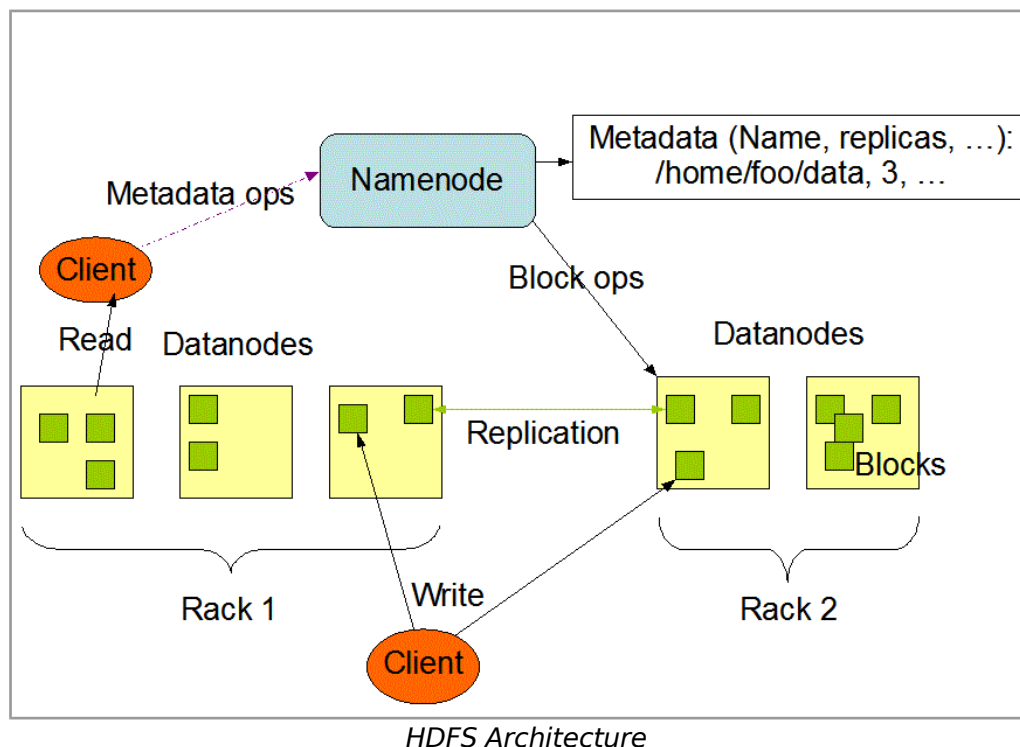 Metadata (Name, replicas, …):
/home/foo/data, 3, …
Namenode
Metadata ops
Client
Block ops
Read
Datanodes
Datanodes
Replication
Blocks
Rack 1
Write
Rack 2
Client
HDFS Architecture